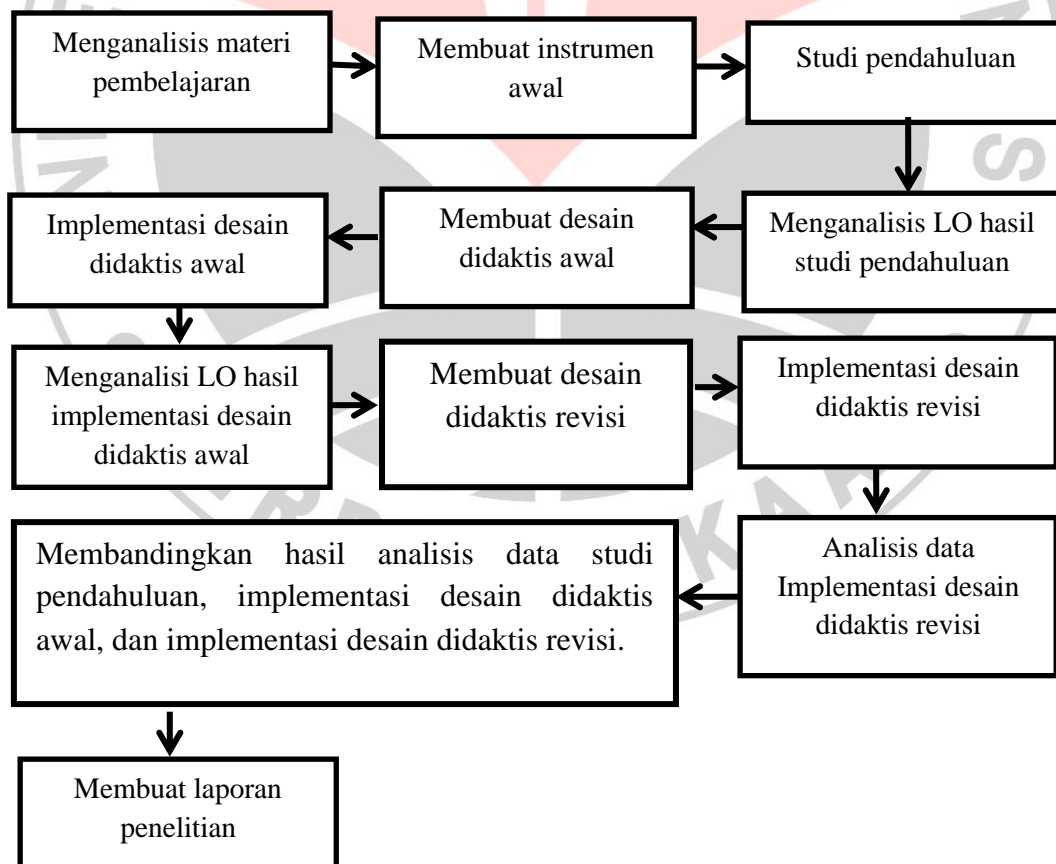 Menganalisis materi
pembelajaran
Membuat instrumen
awal
Studi pendahuluan
Menganalisis LO hasil
studi pendahuluan
Membuat desain
didaktis awal
Implementasi desain
didaktis awal
Menganalisi LO hasil
implementasi desain
didaktis awal
Membuat desain
didaktis revisi
Implementasi desain
didaktis revisi
Analisis data
Implementasi desain
didaktis revisi
Membandingkan hasil analisis data studi
pendahuluan, implementasi desain didaktis
awal, dan implementasi desain didaktis revisi.
Membuat laporan
penelitian